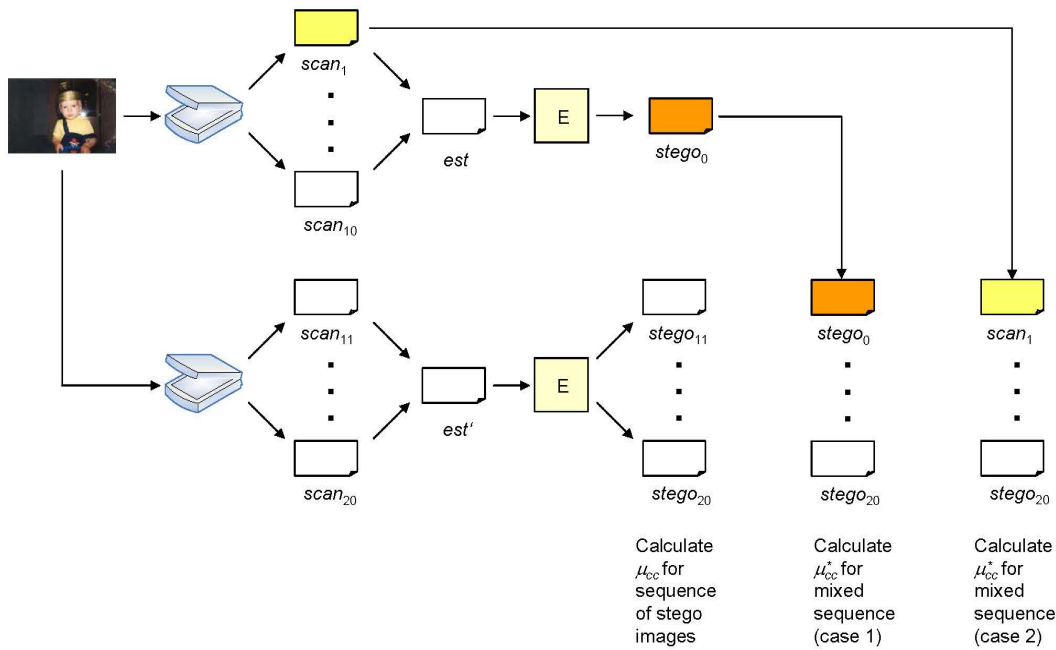 scan1
scan10
est
E
stego0
scan11
stego11
stego0
scan1
est‘
E
scan20
stego20
stego20
stego20
Calculate
μcc for
sequence
of stego
images
Calculate
μ*cc for
mixed
sequence
(case 1)
Calculate
μ*cc for
mixed
sequence
(case 2)